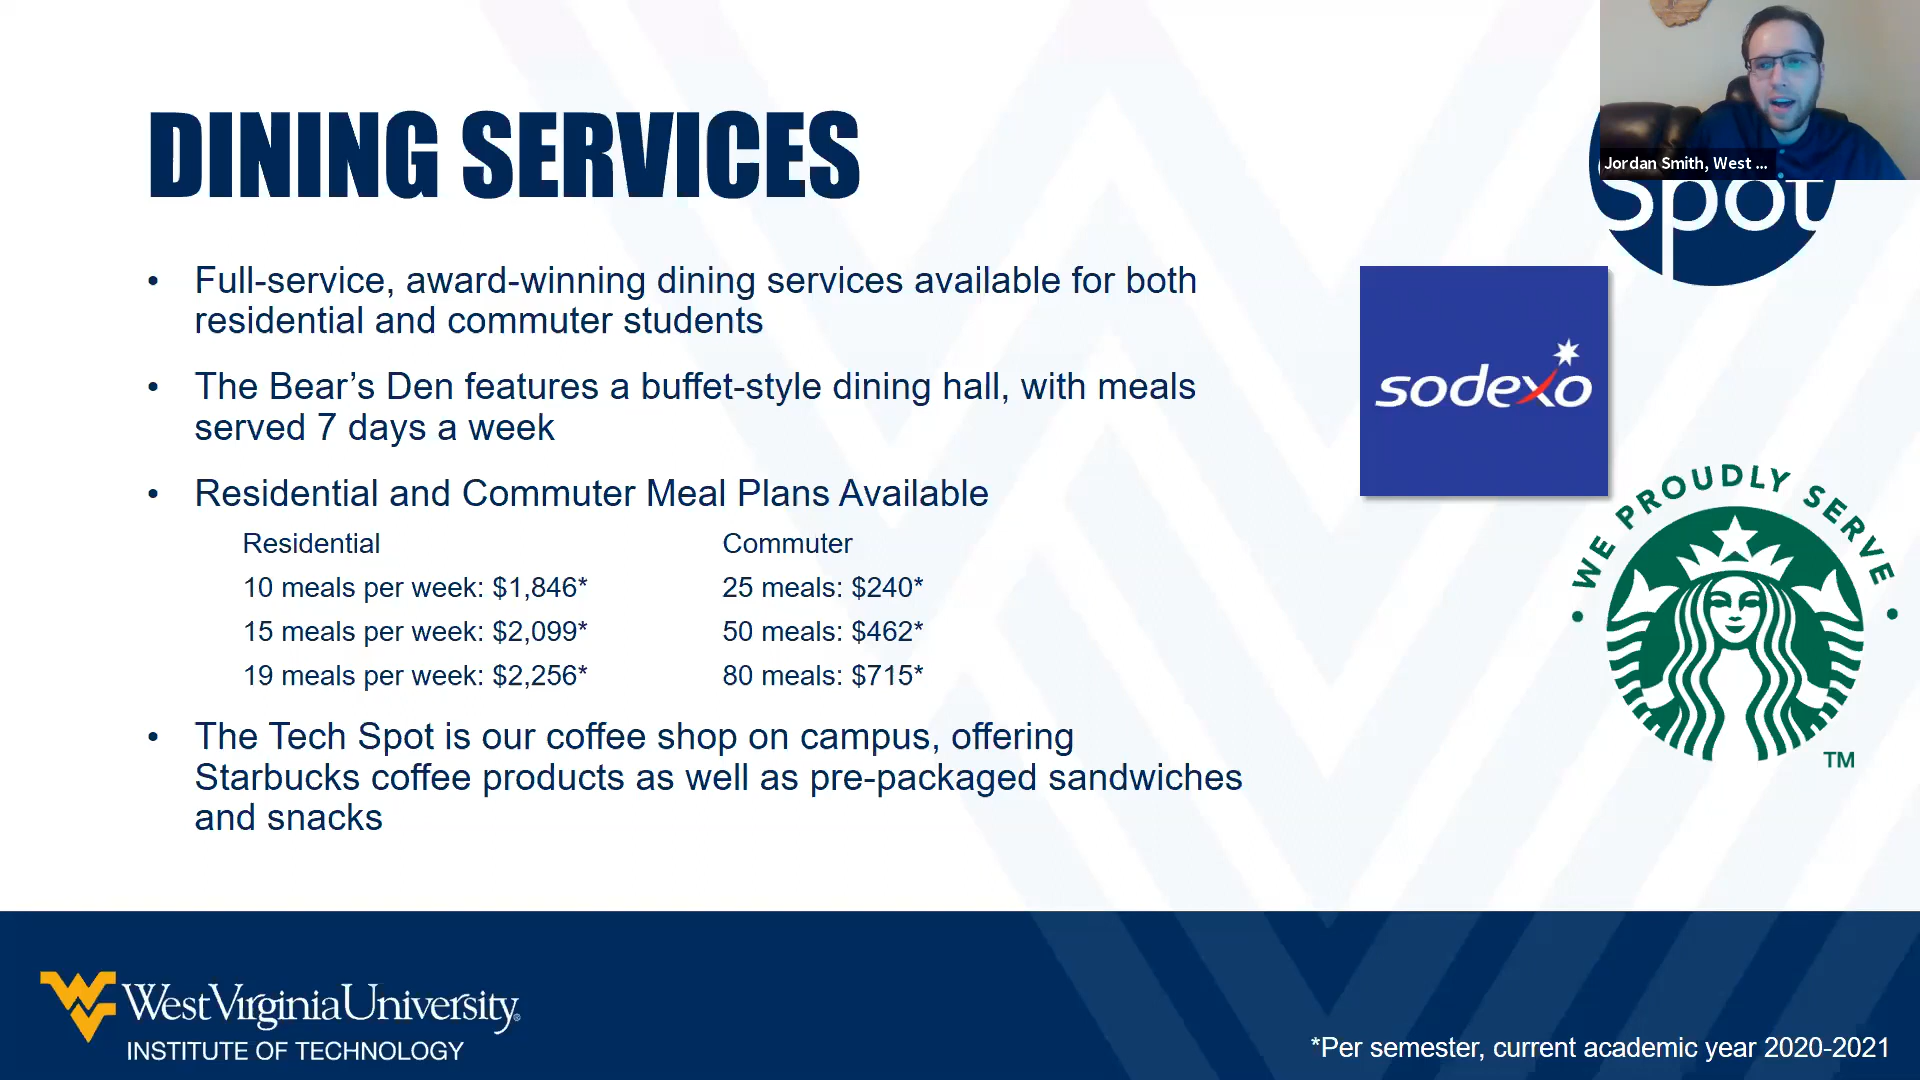 DINING SERVICES
Jordan Smith, West ...
Spot
• Full-service, award-winning dining services available for both
residential and commuter students
• The Bear’s Den features a buffet-style dining hall, with meals
served 7 days a week
sodexo
• Residential and Commuter Meal Plans Available
Residential Commuter
10 meals per week: $1,846* 25 meals: $240*
15 meals per week: $2,099* 50 meals: $462*
19 meals per week: $2,256* 80 meals: $715*
• WE PROUDLY SERVE •
TM
• The Tech Spot is our coffee shop on campus, offering
Starbucks coffee products as well as pre-packaged sandwiches
and snacks
WV WestVirginiaUniversity®
INSTITUTE OF TECHNOLOGY
*Per semester, current academic year 2020-2021